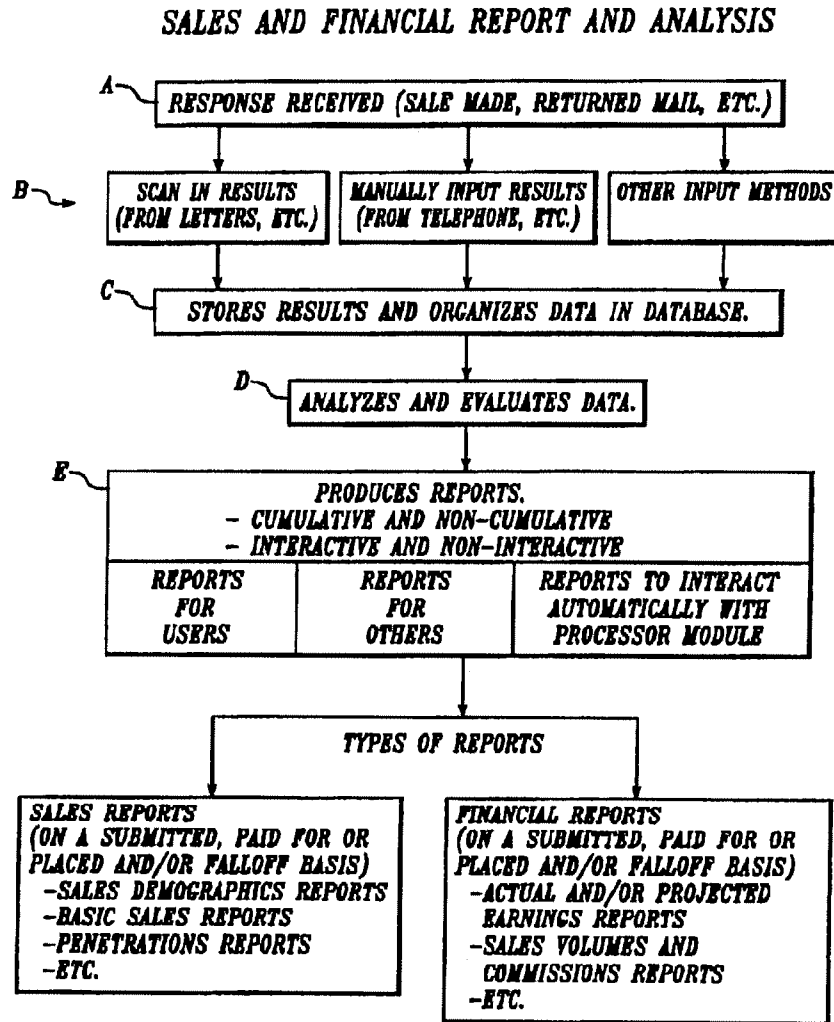 SALES AND FINANCIAL REPORT AND ANALYSIS
A
RESPONSE RECEIVED (SALE MADE, RETURNED MAIL, ETC.)
B
SCAN IN RESULTS
(FROM LETTERS, ETC.)
MANUALLY INPUT RESULTS
(FROM TELEPHONE, ETC.)
OTHER INPUT METHODS
C
STORES RESULTS AND ORGANIZES DATA IN DATABASE.
D
ANALYZES AND EVALUATES DATA.
E
PRODUCES REPORTS.
- CUMULATIVE AND NON-CUMULATIVE
- INTERACTIVE AND NON-INTERACTIVE
REPORTS
FOR
USERS
REPORTS
FOR
OTHERS
REPORTS TO INTERACT
AUTOMATICALLY WITH
PROCESSOR MODULE
TYPES OF REPORTS
SALES REPORTS
(ON A SUBMITTED, PAID FOR OR
PLACED AND/OR FALLOFF BASIS)
-SALES DEMOGRAPHICS REPORTS
-BASIC SALES REPORTS
-PENETRATIONS REPORTS
-ETC.
FINANCIAL REPORTS
(ON A SUBMITTED, PAID FOR OR
PLACED AND/OR FALLOFF BASIS)
-ACTUAL AND/OR PROJECTED
EARNINGS REPORTS
-SALES VOLUMES AND
COMMISSIONS REPORTS
-ETC.